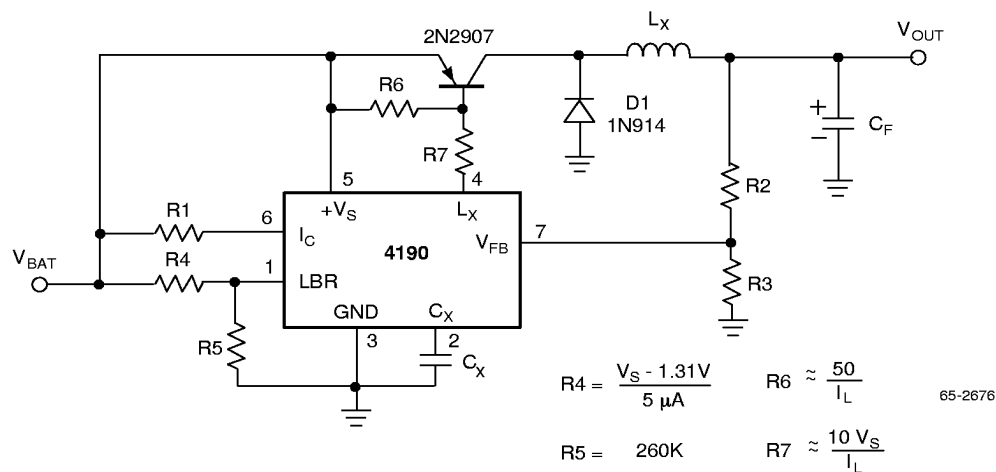 L_X
V_OUT
2N2907
R6
D1
1N914
+
−
C_F
R7
5
4
R2
+V_S
L_X
R1
6
I_C
4190
V_FB
7
V_BAT
R4
1
LBR
R3
GND
C_X
R5
3
2
C_X
R4 = V_S - 1.31V / 5 µA
R6 ≈ 50 / I_L
65-2676
R5 = 260K
R7 ≈ 10 V_S / I_L